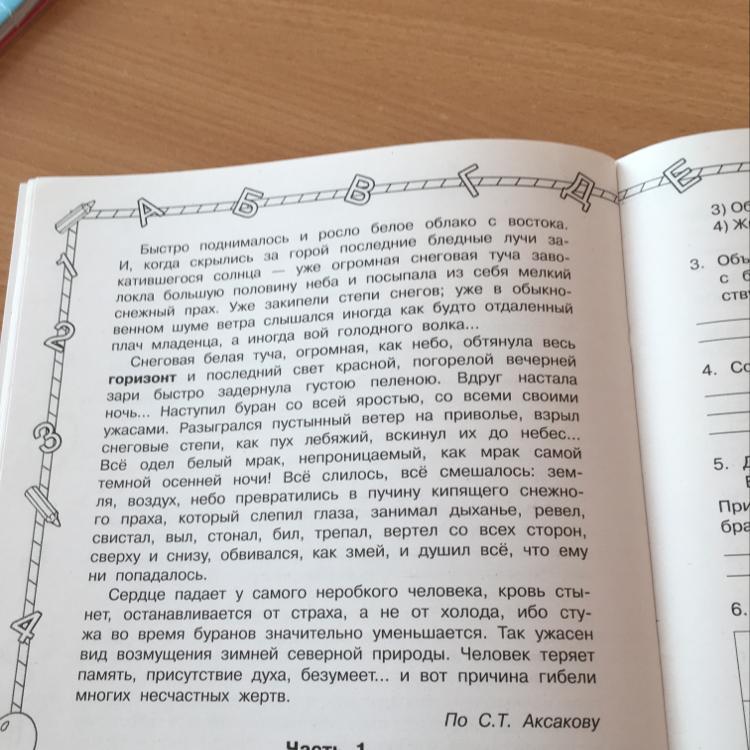 А Б В Г Д Е
1
2
3
4
Быстро поднималось и росло белое облако с востока.
И, когда скрылись за горой последние бледные лучи за-
катившегося солнца — уже огромная снеговая туча заво-
локла большую половину неба и посыпала из себя мелкий
снежный прах. Уже закипели степи снегов; уже в обыкно-
венном шуме ветра слышался иногда как будто отдаленный
плач младенца, а иногда вой голодного волка...
Снеговая белая туча, огромная, как небо, обтянула весь
горизонт и последний свет красной, погорелой вечерней
зари быстро задернула густою пеленою. Вдруг настала
ночь... Наступил буран со всей яростью, со всеми своими
ужасами. Разыгрался пустынный ветер на приволье, взрыл
снеговые степи, как пух лебяжий, вскинул их до небес...
Всё одел белый мрак, непроницаемый, как мрак самой
темной осенней ночи! Всё слилось, всё смешалось: зем-
ля, воздух, небо превратились в пучину кипящего снежно-
го праха, который слепил глаза, занимал дыханье, ревел,
свистал, выл, стонал, бил, трепал, вертел со всех сторон,
сверху и снизу, обвивался, как змей, и душил всё, что ему
ни попадалось.
Сердце падает у самого неробкого человека, кровь сты-
нет, останавливается от страха, а не от холода, ибо сту-
жа во время буранов значительно уменьшается. Так ужасен
вид возмущения зимней северной природы. Человек теряет
память, присутствие духа, безумеет... и вот причина гибели
многих несчастных жертв.
По С.Т. Аксакову
Часть 1
3) Об
4) Ж
3. Объ
с б
ству
4. Со
5. Д
При
бра
6.